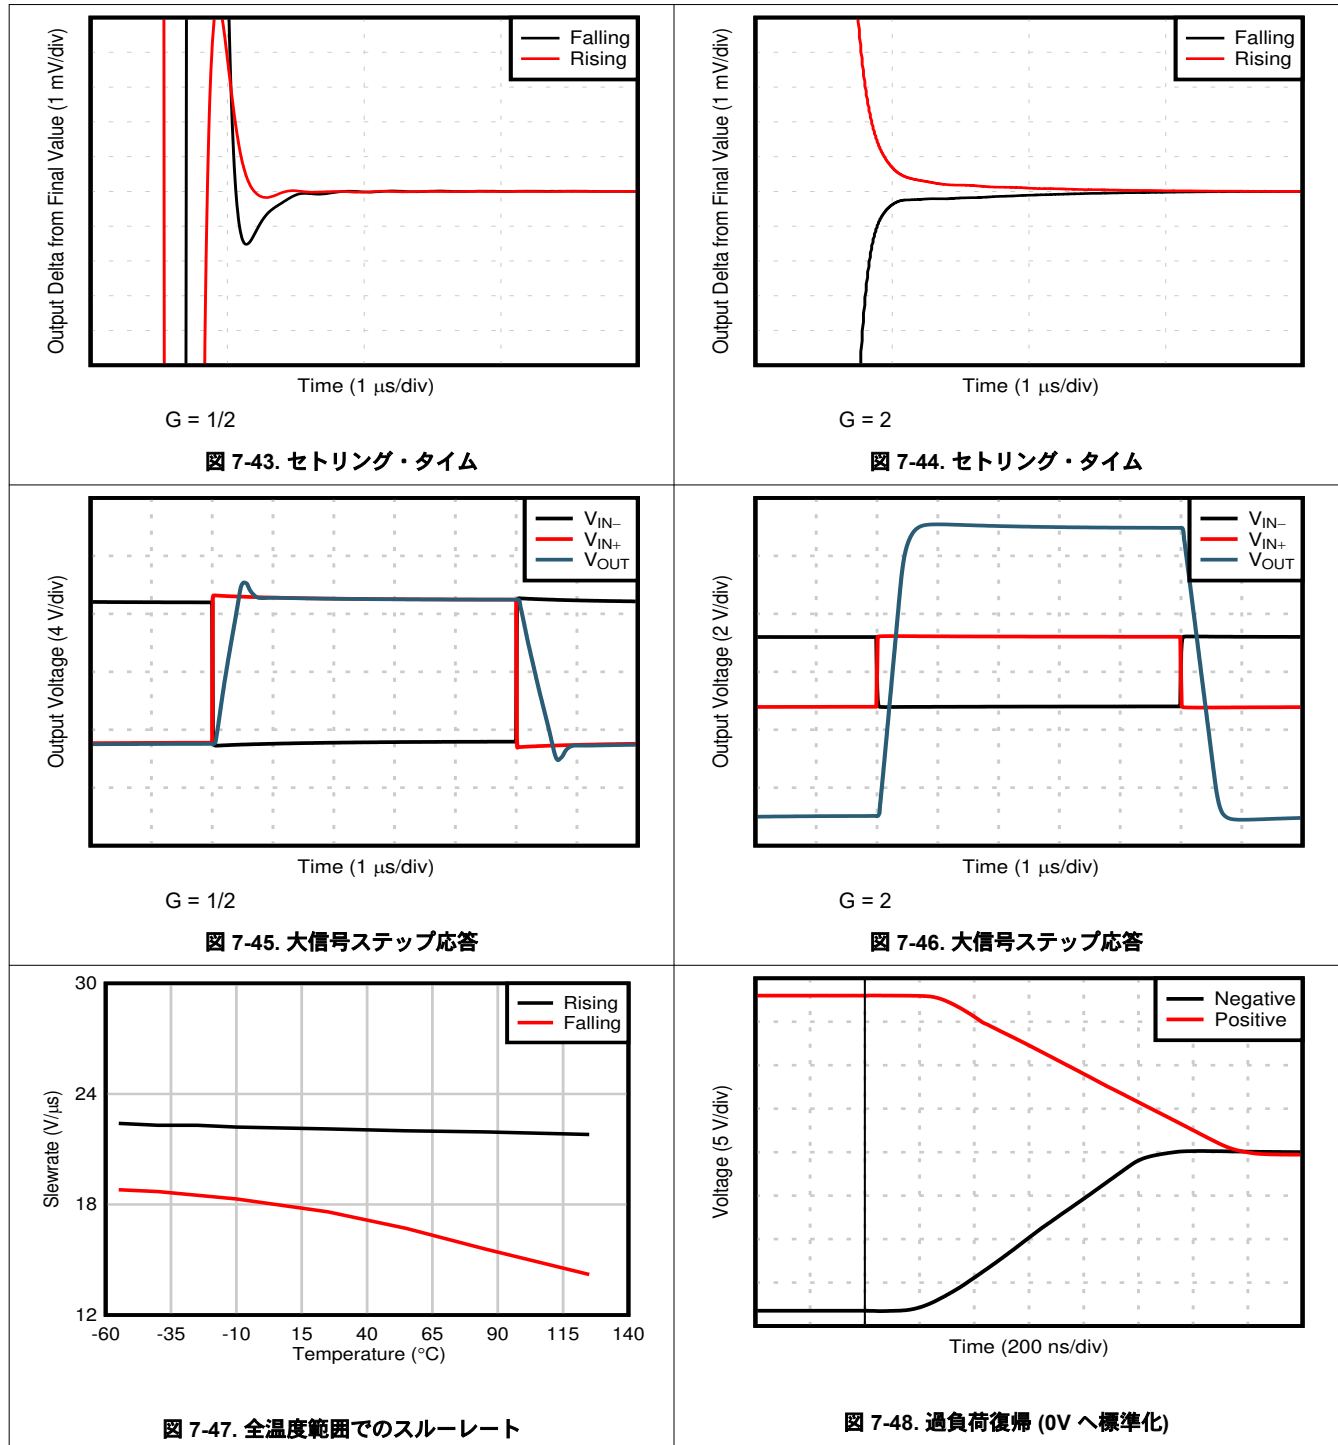 Output Delta from Final Value (1 mV/div)
Falling
Rising
Time (1 μs/div)
G = 1/2
図 7-43. セトリング・タイム
Output Delta from Final Value (1 mV/div)
Falling
Rising
Time (1 μs/div)
G = 2
図 7-44. セトリング・タイム
Output Voltage (4 V/div)
VIN–
VIN+
VOUT
Time (1 μs/div)
G = 1/2
図 7-45. 大信号ステップ応答
Output Voltage (2 V/div)
VIN–
VIN+
VOUT
Time (1 μs/div)
G = 2
図 7-46. 大信号ステップ応答
Slewrate (V/μs)
30
24
18
12
Rising
Falling
-60 -35 -10 15 40 65 90 115 140
Temperature (°C)
図 7-47. 全温度範囲でのスルーレート
Voltage (5 V/div)
Negative
Positive
Time (200 ns/div)
図 7-48. 過負荷復帰 (0V へ標準化)